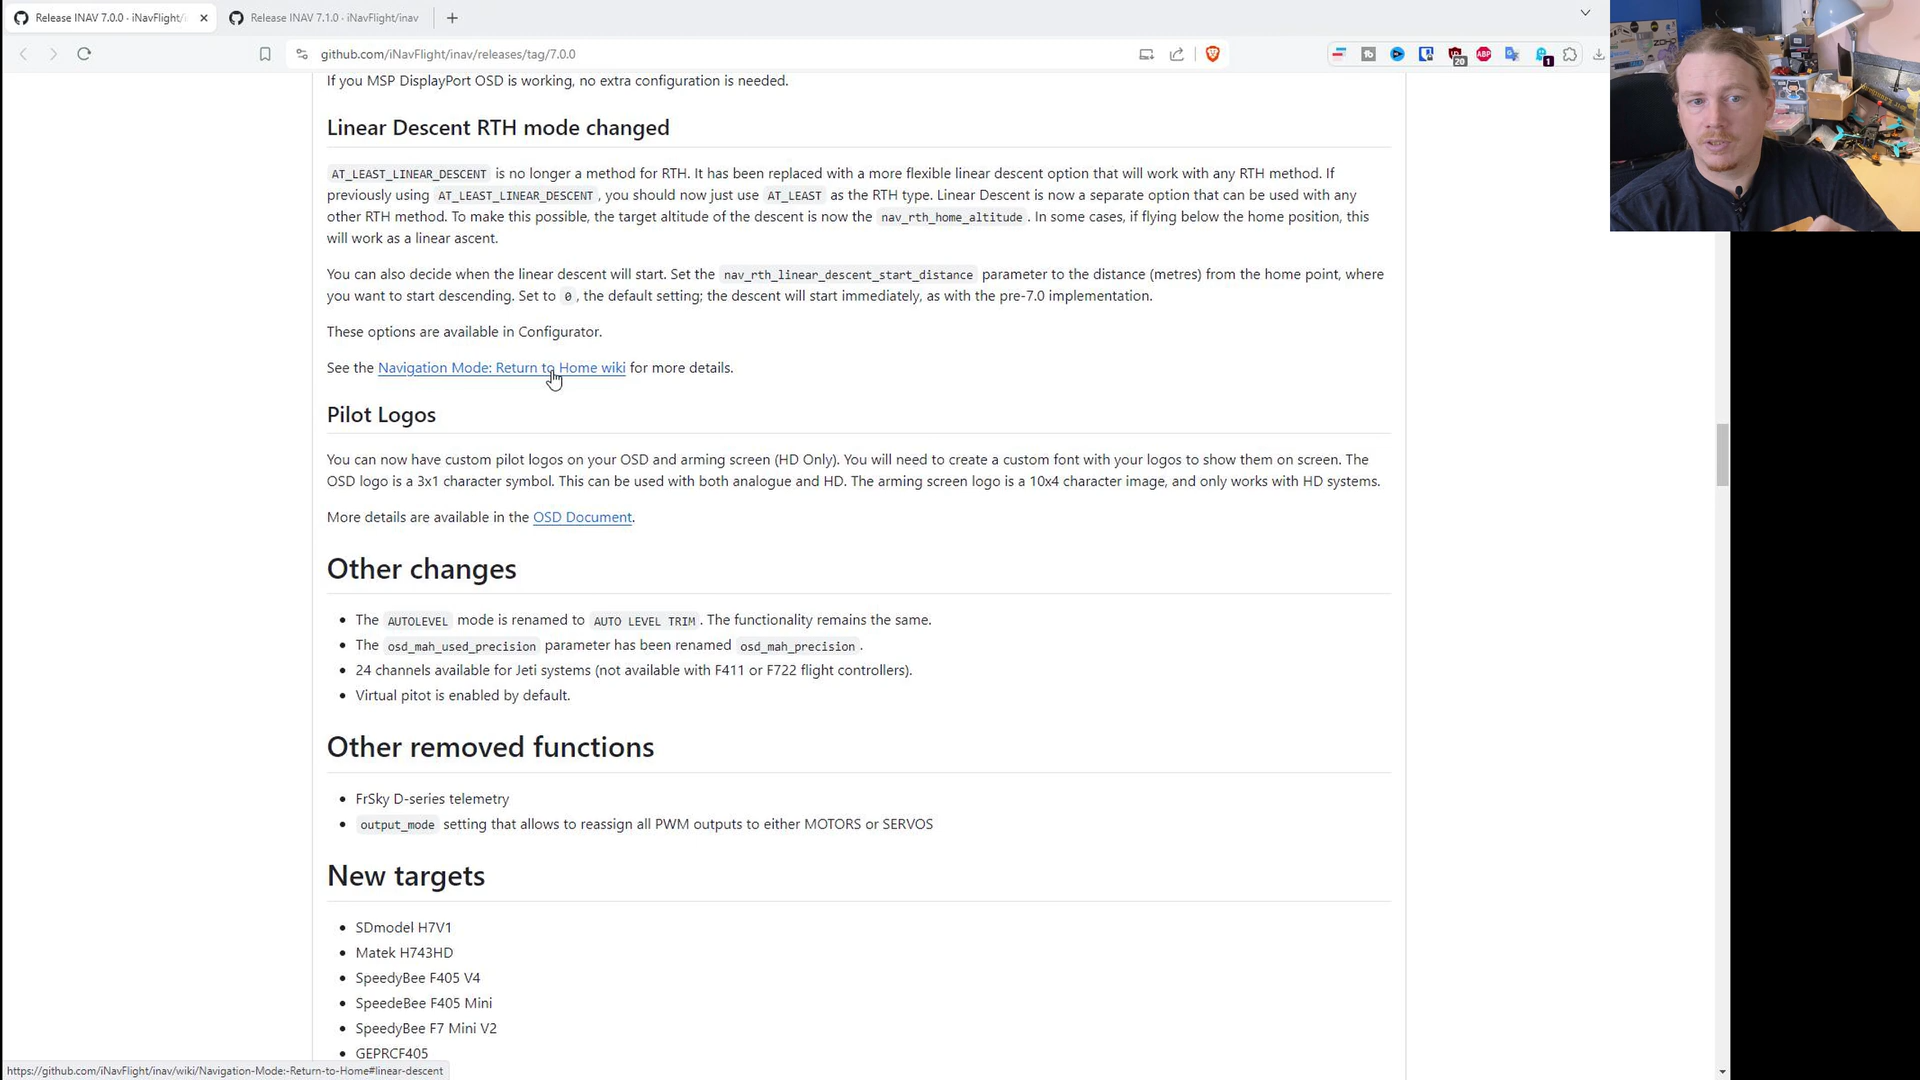 Release INAV 7.0.0 · iNavFlight/i
Release INAV 7.1.0 · iNavFlight/inav
github.com/iNavFlight/inav/releases/tag/7.0.0
20
ABP
1
If you MSP DisplayPort OSD is working, no extra configuration is needed.
Linear Descent RTH mode changed
AT_LEAST_LINEAR_DESCENT is no longer a method for RTH. It has been replaced with a more flexible linear descent option that will work with any RTH method. If
previously using AT_LEAST_LINEAR_DESCENT , you should now just use AT_LEAST as the RTH type. Linear Descent is now a separate option that can be used with any
other RTH method. To make this possible, the target altitude of the descent is now the nav_rth_home_altitude . In some cases, if flying below the home position, this
will work as a linear ascent.
You can also decide when the linear descent will start. Set the nav_rth_linear_descent_start_distance parameter to the distance (metres) from the home point, where
you want to start descending. Set to 0 , the default setting; the descent will start immediately, as with the pre-7.0 implementation.
These options are available in Configurator.
See the Navigation Mode: Return to Home wiki for more details.
Pilot Logos
You can now have custom pilot logos on your OSD and arming screen (HD Only). You will need to create a custom font with your logos to show them on screen. The
OSD logo is a 3x1 character symbol. This can be used with both analogue and HD. The arming screen logo is a 10x4 character image, and only works with HD systems.
More details are available in the OSD Document.
Other changes
• The AUTOLEVEL mode is renamed to AUTO LEVEL TRIM . The functionality remains the same.
• The osd_mah_used_precision parameter has been renamed osd_mah_precision .
• 24 channels available for Jeti systems (not available with F411 or F722 flight controllers).
• Virtual pitot is enabled by default.
Other removed functions
• FrSky D-series telemetry
• output_mode setting that allows to reassign all PWM outputs to either MOTORS or SERVOS
New targets
• SDmodel H7V1
• Matek H743HD
• SpeedyBee F405 V4
• SpeedeBee F405 Mini
• SpeedyBee F7 Mini V2
• GEPRCF405
https://github.com/iNavFlight/inav/wiki/Navigation-Mode:-Return-to-Home#linear-descent